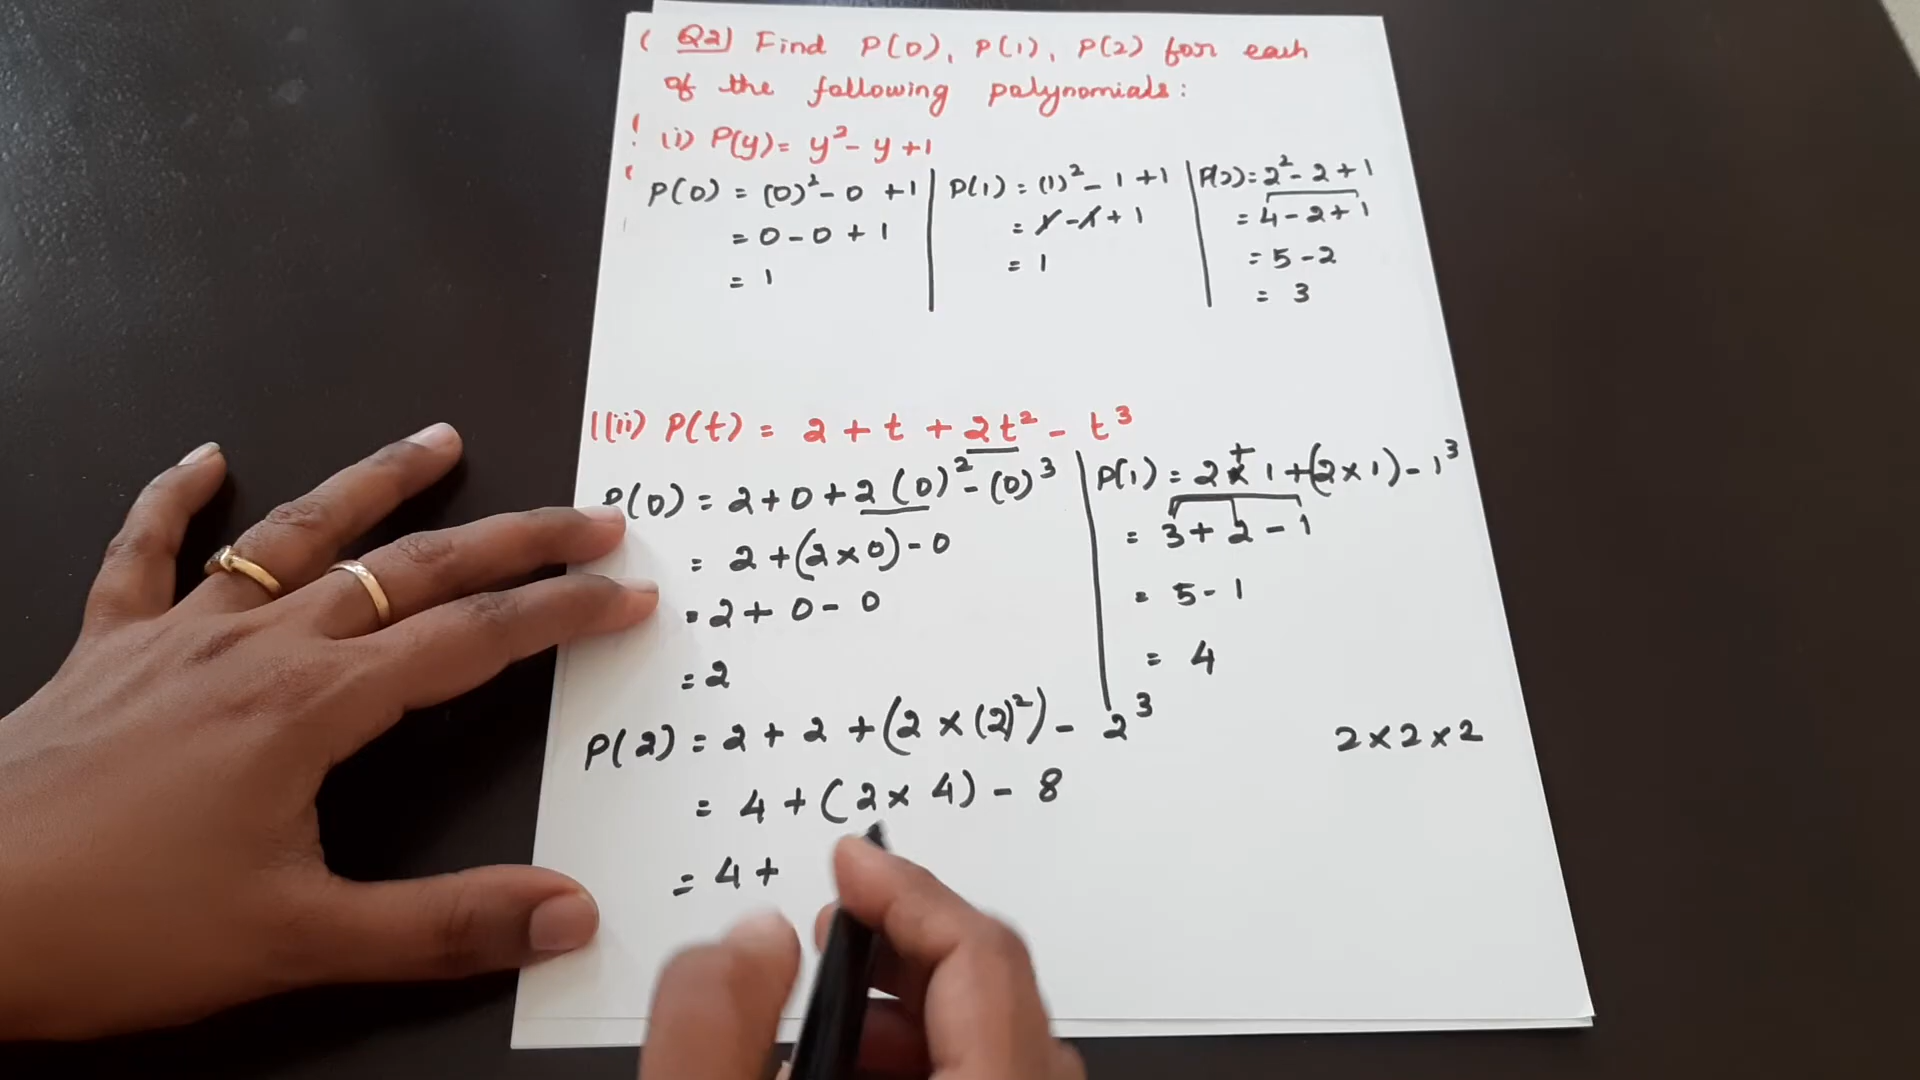 Q2) Find P(0), P(1), P(2) for each
of the following polynomials:
(i) P(y) = y² - y + 1
P(0) = (0)² - 0 + 1
= 0 - 0 + 1
= 1
P(1) = (1)² - 1 + 1
= 1 - 1 + 1
= 1
P(2) = 2² - 2 + 1
= 4 - 2 + 1
= 5 - 2
= 3
(ii) P(t) = 2 + t + 2t² - t³
P(0) = 2 + 0 + 2(0)² - (0)³
= 2 + (2 × 0) - 0
= 2 + 0 - 0
= 2
P(1) = 2 + 1 + (2 × 1) - 1³
= 3 + 2 - 1
= 5 - 1
= 4
P(2) = 2 + 2 + (2 × (2)²) - 2³
= 4 + (2 × 4) - 8
= 4 +
2 × 2 × 2